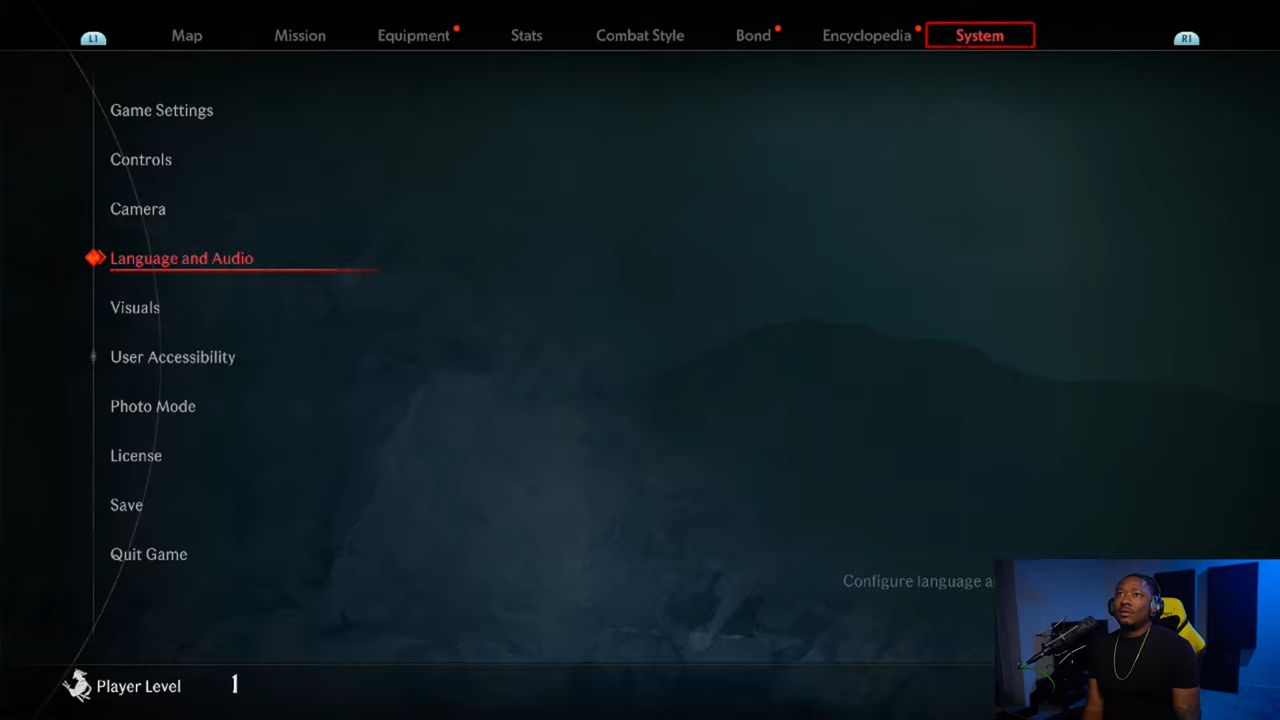 L1
Map
Mission
Equipment
Stats
Combat Style
Bond
Encyclopedia
System
R1
Game Settings
Controls
Camera
Language and Audio
Visuals
User Accessibility
Photo Mode
License
Save
Quit Game
Configure language
Player Level 1